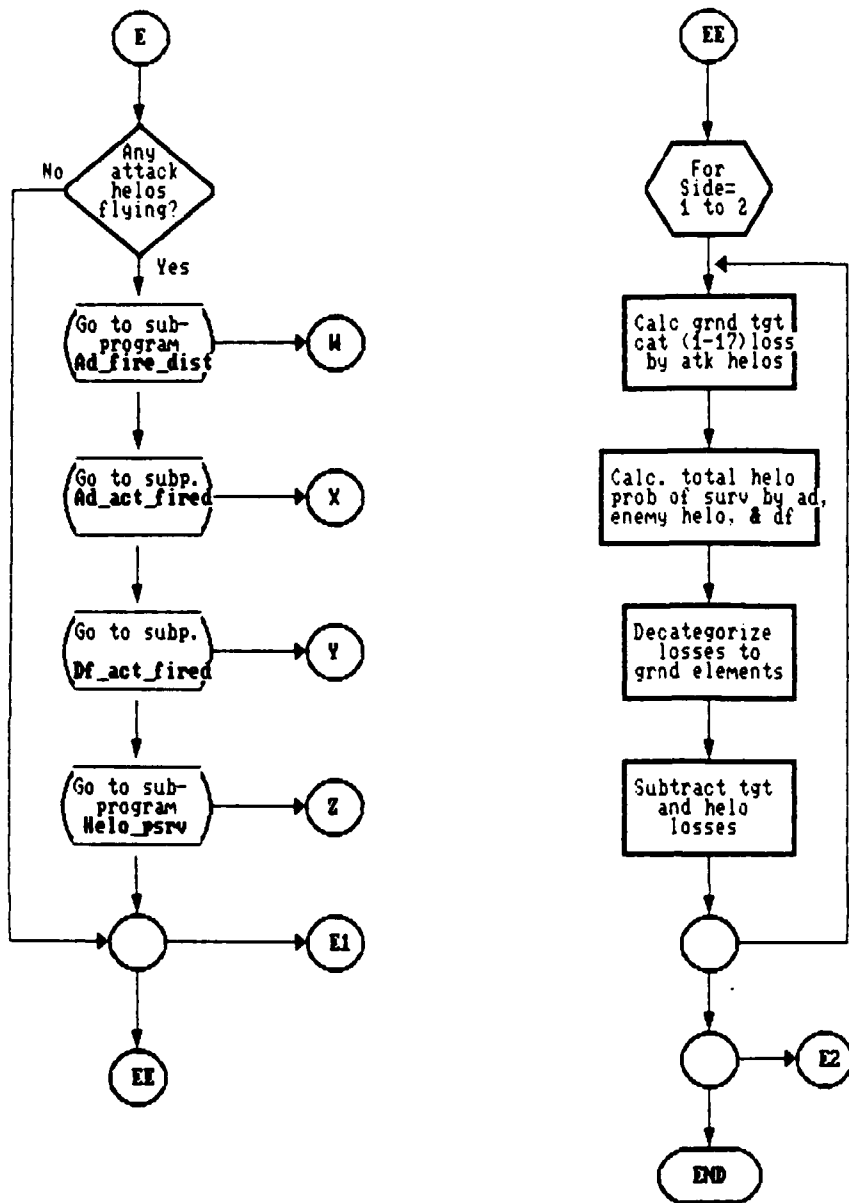 E
Any
attack
helos
flying?
No
Yes
Go to sub-
program
Ad_fire_dist
W
Go to subp.
Ad_act_fired
X
Go to subp.
Df_act_fired
Y
Go to sub-
program
Helo_psrv
Z
E1
EE
EE
For
Side=
1 to 2
Calc grnd tgt
cat (1-17)loss
by atk helos
Calc. total helo
prob of surv by ad,
enemy helo, & df
Decategorize
losses to
grnd elements
Subtract tgt
and helo
losses
E2
END